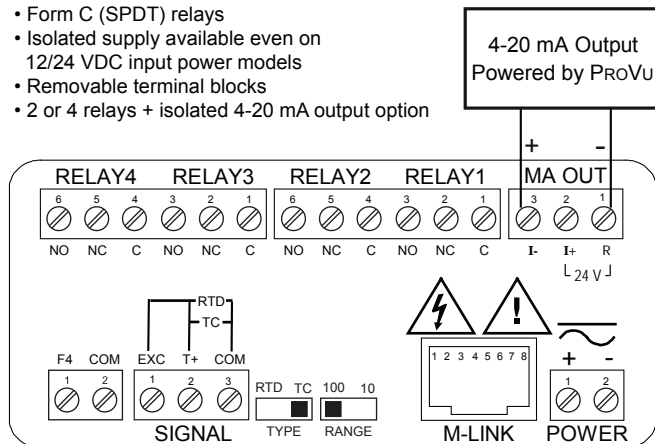 • Form C (SPDT) relays
• Isolated supply available even on
12/24 VDC input power models
• Removable terminal blocks
• 2 or 4 relays + isolated 4-20 mA output option
4-20 mA Output
Powered by PROVU
+ -
RELAY4 RELAY3 RELAY2 RELAY1 MA OUT
6 5 4 3 2 1 6 5 4 3 2 1 3 2 1
NO NC C NO NC C NO NC C NO NC C I- I+ R
24 V
RTD
TC
F4 COM EXC T+ COM
1 2 1 2 3
RTD TC 100 10
1 2 3 4 5 6 7 8
+ -
1 2
SIGNAL TYPE RANGE M-LINK POWER